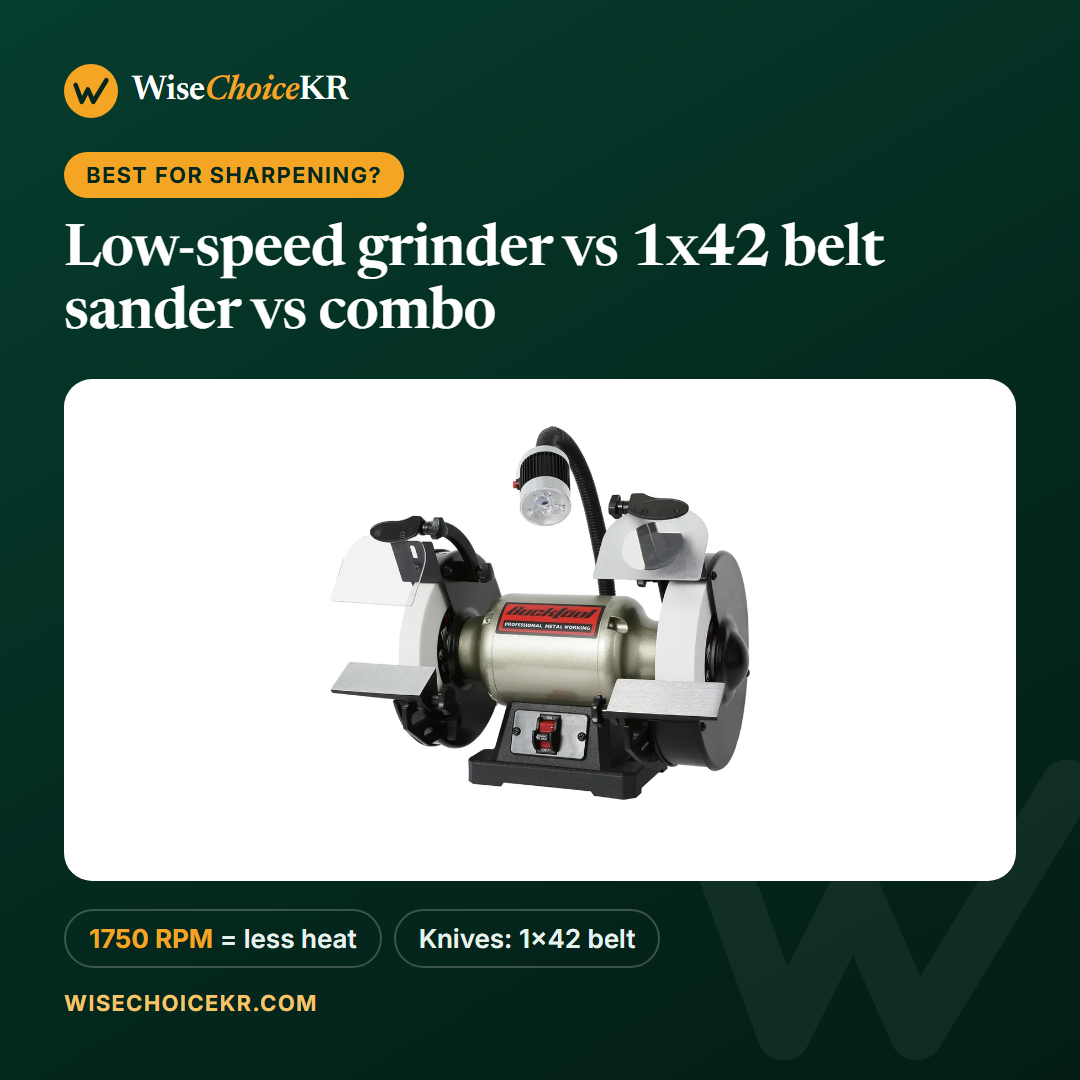 WiseChoiceKR
BEST FOR SHARPENING?
Low-speed grinder vs 1x42 belt
sander vs combo
Bucktool
PROFESSIONAL METAL WORKING
1750 RPM = less heat
Knives: 1×42 belt
WISECHOICEKR.COM